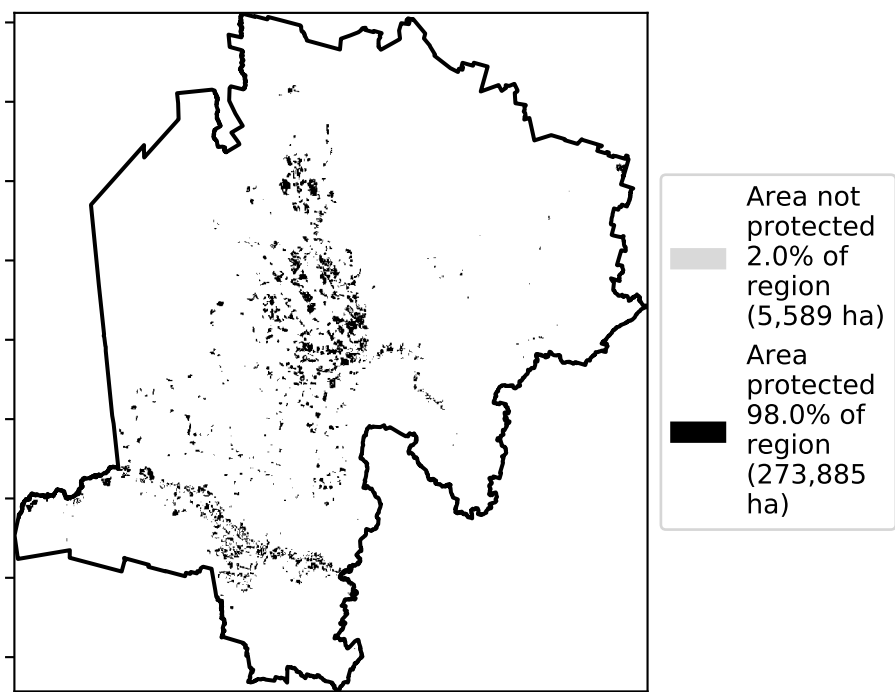 Area not
protected
2.0% of
region
(5,589 ha)
Area
protected
98.0% of
region
(273,885
ha)